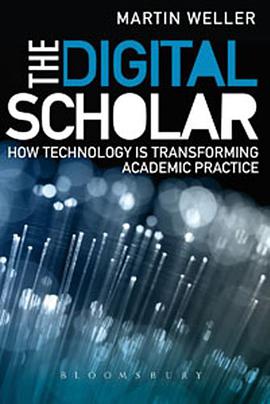 MARTIN WELLER
THE DIGITAL
SCHOLAR
HOW TECHNOLOGY IS TRANSFORMING
ACADEMIC PRACTICE
BLOOMSBURY